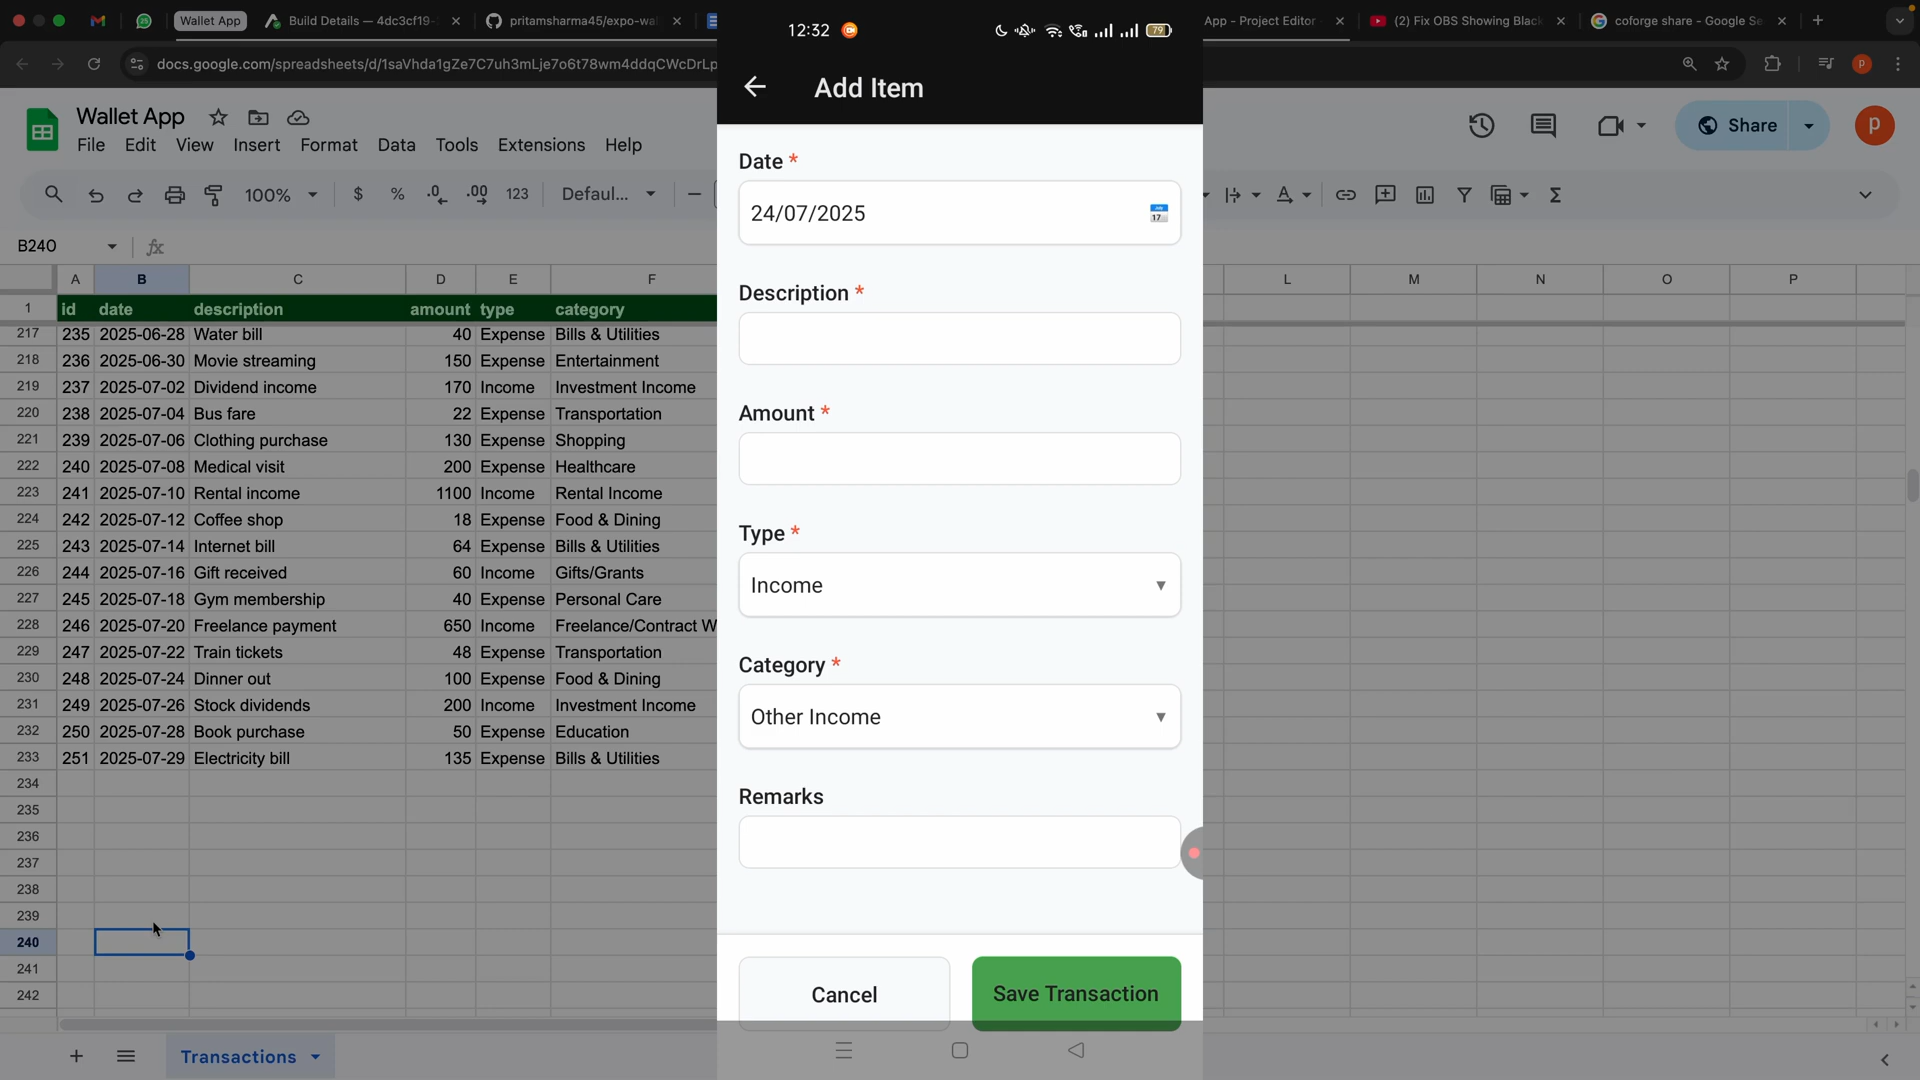 Wallet App
Build Details — 4dc3cf19-
pritamsharma45/expo-wa
App - Project Editor
(2) Fix OBS Showing Blac
coforge share - Google Se
docs.google.com/spreadsheets/d/1saVhda1gZe7C7uh3mLje7o6t78wm4ddqCWcDrLp
p
Wallet App
File Edit View Insert Format Data Tools Extensions Help
Share
p
100%
$ % .0 .00 123 Defaul...
B240
A B C D E F L M N O P
1 id date description amount type category
217 235 2025-06-28 Water bill 40 Expense Bills & Utilities
218 236 2025-06-30 Movie streaming 150 Expense Entertainment
219 237 2025-07-02 Dividend income 170 Income Investment Income
220 238 2025-07-04 Bus fare 22 Expense Transportation
221 239 2025-07-06 Clothing purchase 130 Expense Shopping
222 240 2025-07-08 Medical visit 200 Expense Healthcare
223 241 2025-07-10 Rental income 1100 Income Rental Income
224 242 2025-07-12 Coffee shop 18 Expense Food & Dining
225 243 2025-07-14 Internet bill 64 Expense Bills & Utilities
226 244 2025-07-16 Gift received 60 Income Gifts/Grants
227 245 2025-07-18 Gym membership 40 Expense Personal Care
228 246 2025-07-20 Freelance payment 650 Income Freelance/Contract W
229 247 2025-07-22 Train tickets 48 Expense Transportation
230 248 2025-07-24 Dinner out 100 Expense Food & Dining
231 249 2025-07-26 Stock dividends 200 Income Investment Income
232 250 2025-07-28 Book purchase 50 Expense Education
233 251 2025-07-29 Electricity bill 135 Expense Bills & Utilities
234
235
236
237
238
239
240
241
242
Transactions
12:32
79
Add Item
Date *
24/07/2025
Description *
Amount *
Type *
Income
Category *
Other Income
Remarks
Cancel
Save Transaction